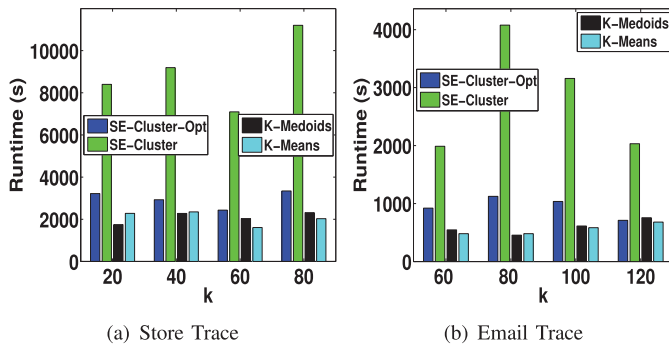 10000
8000
6000
4000
2000
0
Runtime (s)
SE-Cluster-Opt
SE-Cluster
K-Medoids
K-Means
20 40 60 80
k
(a) Store Trace
4000
3000
2000
1000
0
Runtime (s)
K-Medoids
K-Means
SE-Cluster-Opt
SE-Cluster
60 80 100 120
k
(b) Email Trace